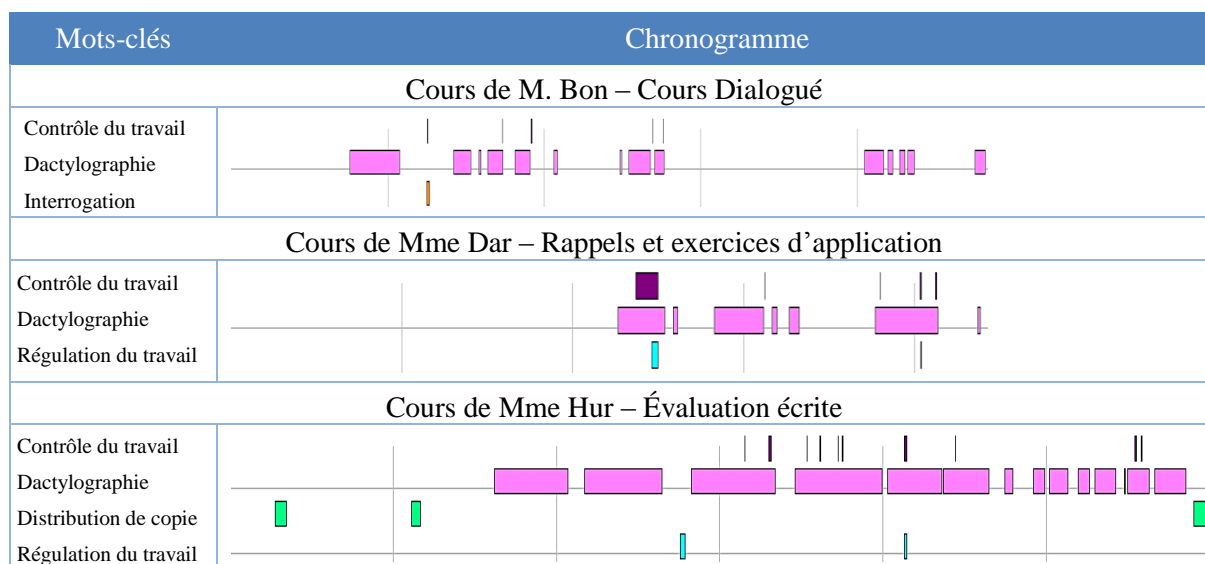 Mots-clés Chronogramme
Cours de M. Bon – Cours Dialogué
Contrôle du travail
Dactylographie
Interrogation
Cours de Mme Dar – Rappels et exercices d’application
Contrôle du travail
Dactylographie
Régulation du travail
Cours de Mme Hur – Évaluation écrite
Contrôle du travail
Dactylographie
Distribution de copie
Régulation du travail